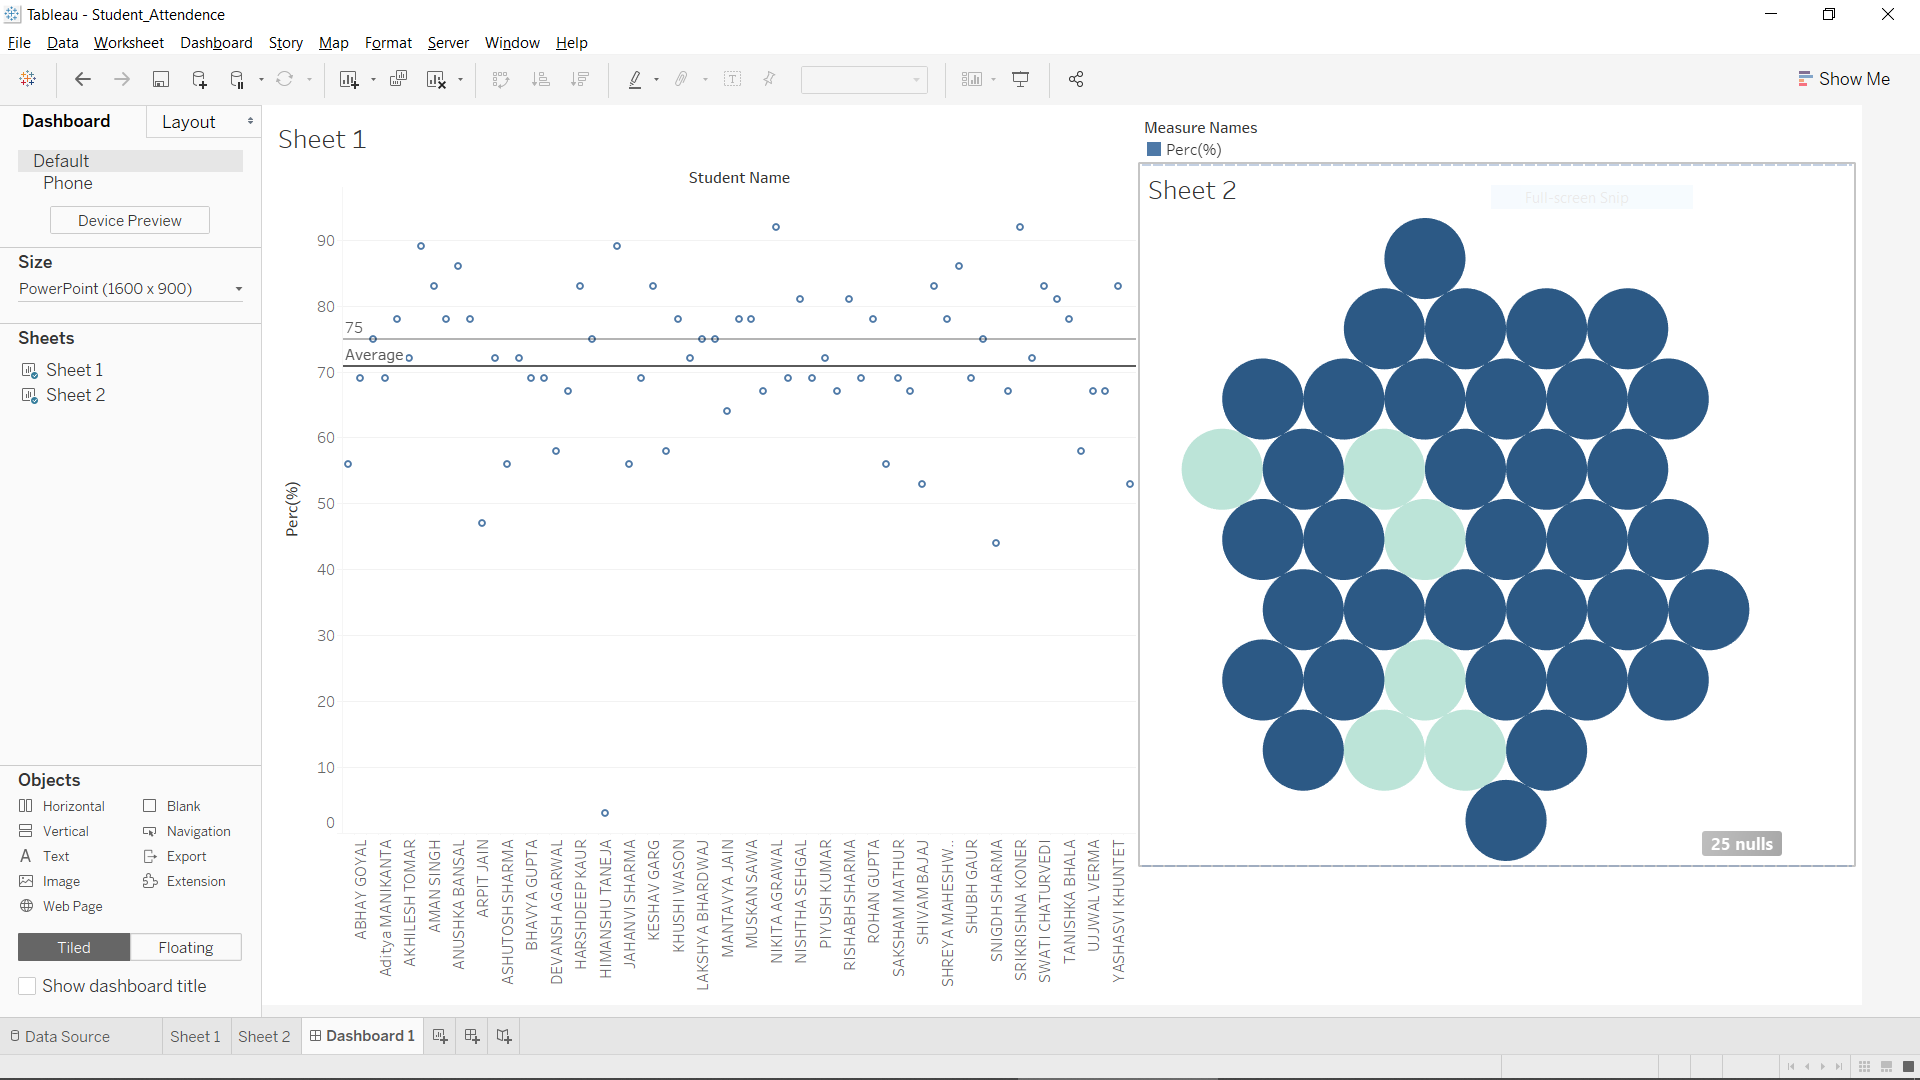 Tableau - Student_Attendence
File Data Worksheet Dashboard Story Map Format Server Window Help
Show Me
Dashboard
Layout
Default
Phone
Device Preview
Size
PowerPoint (1600 x 900)
Sheets
Sheet 1
Sheet 2
Objects
Horizontal
Blank
Vertical
Navigation
Text
Export
Image
Extension
Web Page
Tiled
Floating
Show dashboard title
Sheet 1
Student Name
90
80
75
Average
70
60
50
40
30
20
10
0
Perc(%)
ABHAY GOYAL
Aditya MANIKANTA
AKHILESH TOMAR
AMAN SINGH
ANUSHKA BANSAL
ARPIT JAIN
ASHUTOSH SHARMA
BHAVYA GUPTA
DEVANSH AGARWAL
HARSHDEEP KAUR
HIMANSHU TANEJA
JAHANVI SHARMA
KESHAV GARG
KHUSHI WASON
LAKSHYA BHARDWAJ
MANTAVYA JAIN
MUSKAN SAWA
NIKITA AGRAWAL
NISHTHA SEHGAL
PIYUSH KUMAR
RISHABH SHARMA
ROHAN GUPTA
SAKSHAM MATHUR
SHIVAM BAJAJ
SHREYA MAHESHW..
SHUBH GAUR
SNIGDH SHARMA
SRIKRISHNA KONER
SWATI CHATURVEDI
TANISHKA BHALA
UJJWAL VERMA
YASHASVI KHUNTET
Measure Names
Perc(%)
Sheet 2
Full-screen Snip
25 nulls
Data Source
Sheet 1
Sheet 2
Dashboard 1